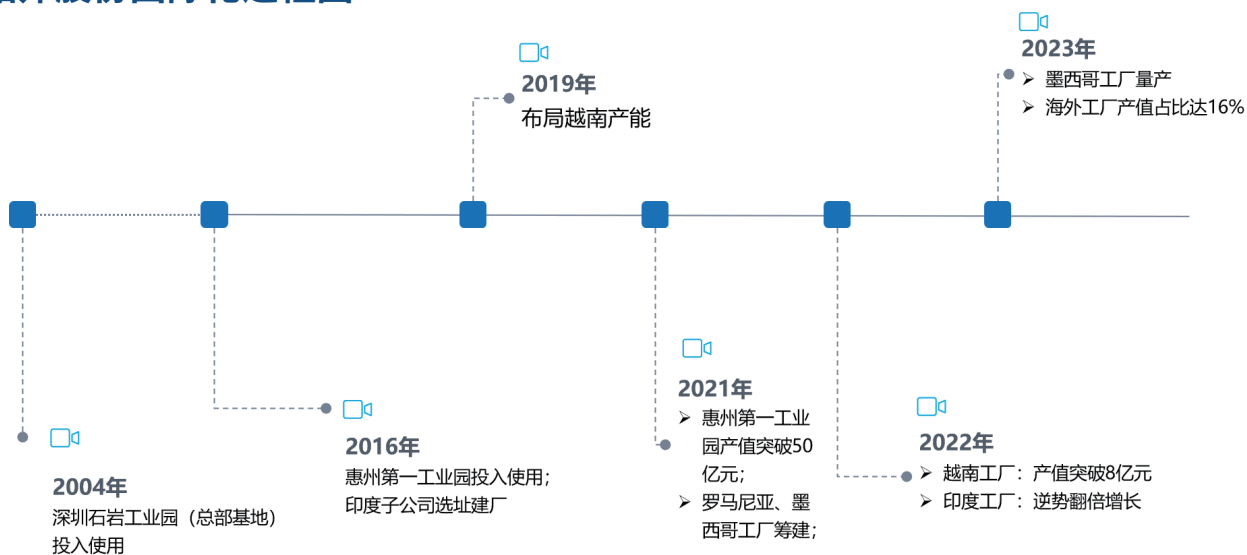 2004年
深圳石岩工业园（总部基地）
投入使用
2016年
惠州第一工业园投入使用；
印度子公司选址建厂
2019年
布局越南产能
2021年
➢ 惠州第一工业
园产值突破50
亿元；
➢ 罗马尼亚、墨
西哥工厂筹建；
2022年
➢ 越南工厂：产值突破8亿元
➢ 印度工厂：逆势翻倍增长
2023年
➢ 墨西哥工厂量产
➢ 海外工厂产值占比达16%